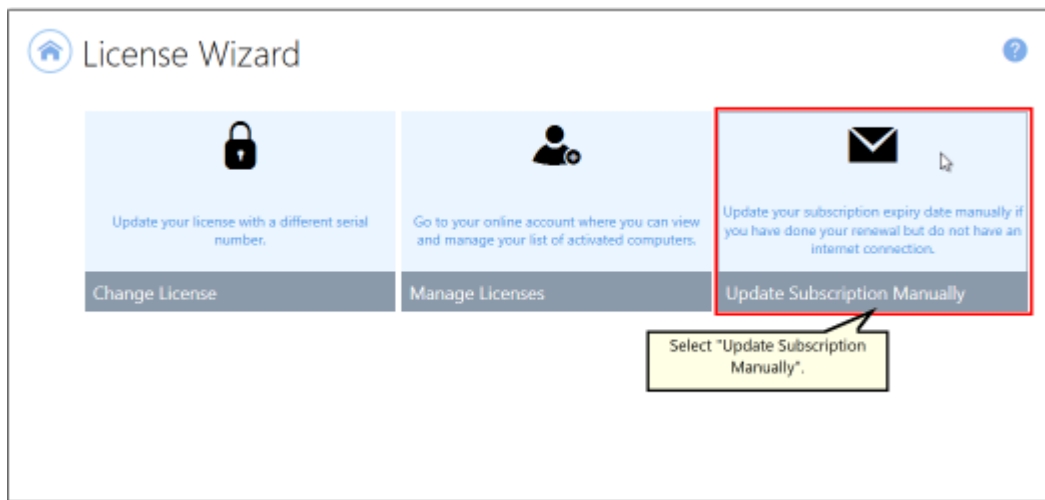 License Wizard
?
Update your license with a different serial
number.
Change License
Go to your online account where you can view
and manage your list of activated computers.
Manage Licenses
Update your subscription expiry date manually if
you have done your renewal but do not have an
internet connection.
Update Subscription Manually
Select "Update Subscription
Manually".